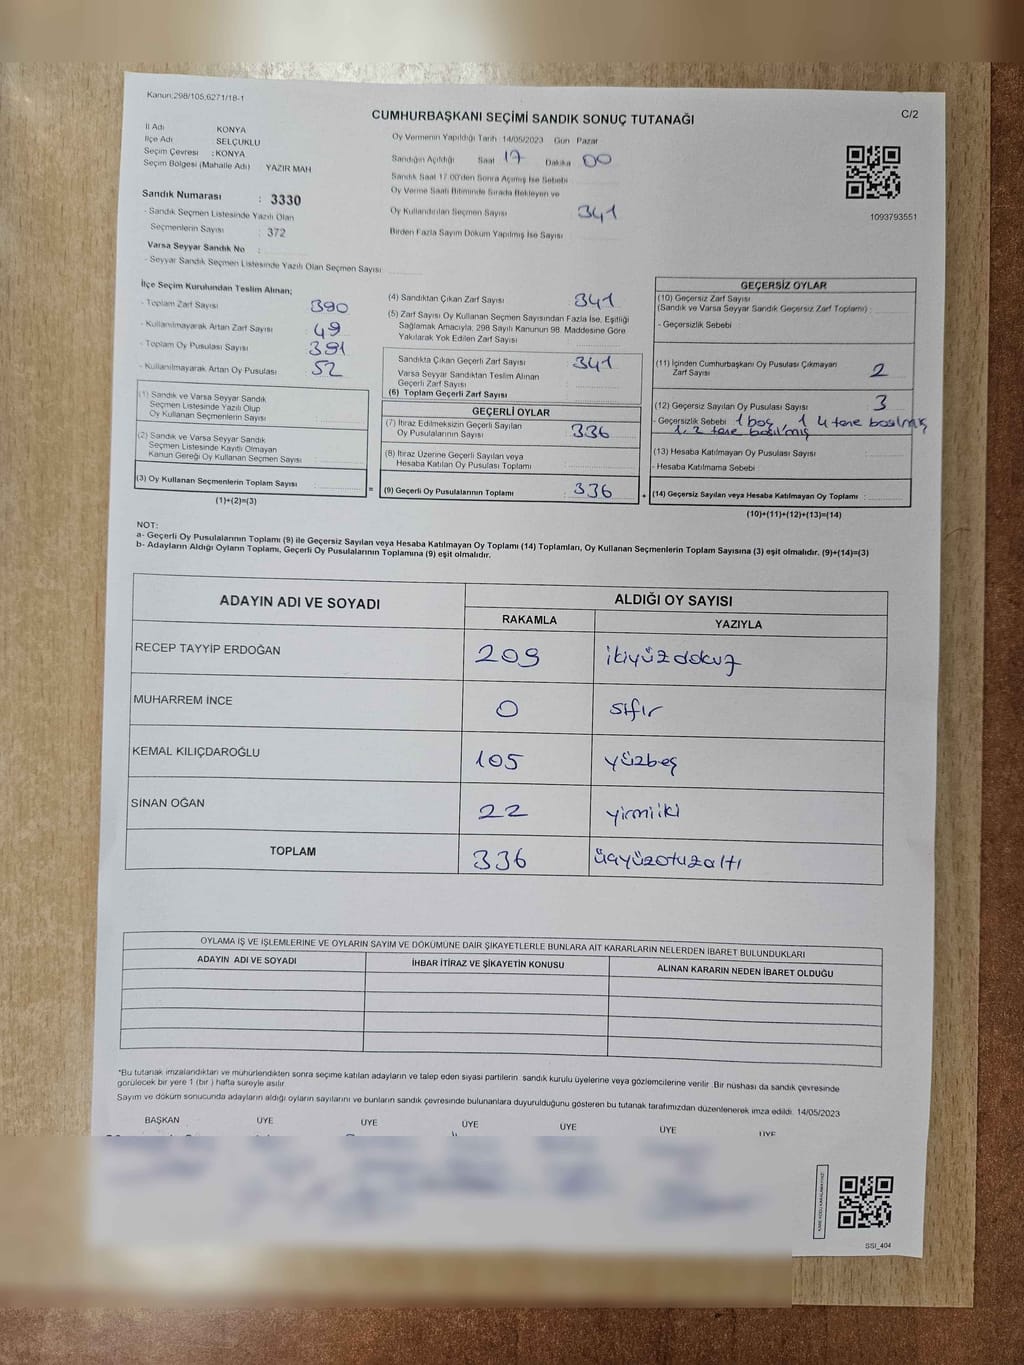 Kanun:298/105,6271/18-1
C/2
CUMHURBAŞKANI SEÇİMİ SANDIK SONUÇ TUTANAĞI
İl Adı KONYA
İlçe Adı SELÇUKLU
Seçim Çevresi : KONYA
Seçim Bölgesi (Mahalle Adı) YAZIR MAH
Sandık Numarası : 3330
- Sandık Seçmen Listesinde Yazılı Olan
Seçmenlerin Sayısı : 372
Varsa Seyyar Sandık No :
- Seyyar Sandık Seçmen Listesinde Yazılı Olan Seçmen Sayısı
Oy Vermenin Yapıldığı Tarih 14/05/2023 Gün Pazar
Sandığın Açıldığı Saat 17 Dakika 00
Sandık Saat 17.00'den Sonra Açılmış İse Sebebi
Oy Verme Saati Bitiminde Sırada Bekleyen ve
Oy Kullandırılan Seçmen Sayısı 341
Birden Fazla Sayım Döküm Yapılmış İse Sayısı
1093793551
İlçe Seçim Kurulundan Teslim Alınan;
- Toplam Zarf Sayısı 390
- Kullanılmayarak Artan Zarf Sayısı 49
- Toplam Oy Pusulası Sayısı 391
- Kullanılmayarak Artan Oy Pusulası 52
(1) Sandık ve Varsa Seyyar Sandık
Seçmen Listesinde Yazılı Olup
Oy Kullanan Seçmenlerin Sayısı :
(2) Sandık ve Varsa Seyyar Sandık
Seçmen Listesinde Kayıtlı Olmayan
Kanun Gereği Oy Kullanan Seçmen Sayısı :
(3) Oy Kullanan Seçmenlerin Toplam Sayısı :
(1)+(2)=(3)
=
(4) Sandıktan Çıkan Zarf Sayısı 341
(5) Zarf Sayısı Oy Kullanan Seçmen Sayısından Fazla İse, Eşitliği
Sağlamak Amacıyla; 298 Sayılı Kanunun 98. Maddesine Göre
Yakılarak Yok Edilen Zarf Sayısı :
Sandıkta Çıkan Geçerli Zarf Sayısı 341
Varsa Seyyar Sandıktan Teslim Alınan
Geçerli Zarf Sayısı :
(6) Toplam Geçerli Zarf Sayısı :
GEÇERLİ OYLAR
(7) İtiraz Edilmeksizin Geçerli Sayılan
Oy Pusulalarının Sayısı : 336
(8) İtiraz Üzerine Geçerli Sayılan veya
Hesaba Katılan Oy Pusulası Toplamı :
(9) Geçerli Oy Pusulalarının Toplamı : 336
+
GEÇERSİZ OYLAR
(10) Geçersiz Zarf Sayısı
(Sandık ve Varsa Seyyar Sandık Geçersiz Zarf Toplamı) :
- Geçersizlik Sebebi
(11) İçinden Cumhurbaşkanı Oy Pusulası Çıkmayan
Zarf Sayısı 2
(12) Geçersiz Sayılan Oy Pusulası Sayısı : 3
- Geçersizlik Sebebi 1 boş 1 4 tane basılmış
1. 2 tane basılmış
(13) Hesaba Katılmayan Oy Pusulası Sayısı :
- Hesaba Katılmama Sebebi
(14) Geçersiz Sayılan veya Hesaba Katılmayan Oy Toplamı :
(10)+(11)+(12)+(13)=(14)
NOT:
a- Geçerli Oy Pusulalarının Toplamı (9) ile Geçersiz Sayılan veya Hesaba Katılmayan Oy Toplamı (14) Toplamları, Oy Kullanan Seçmenlerin Toplam Sayısına (3) eşit olmalıdır. (9)+(14)=(3)
b- Adayların Aldığı Oyların Toplamı, Geçerli Oy Pusulalarının Toplamına (9) eşit olmalıdır.
ADAYIN ADI VE SOYADI ALDIĞI OY SAYISI
RAKAMLA YAZIYLA
RECEP TAYYİP ERDOĞAN 209 ikiyüzdokuz
MUHARREM İNCE 0 sıfır
KEMAL KILIÇDAROĞLU 105 yüzbeş
SİNAN OĞAN 22 yirmiiki
TOPLAM 336 üçyüzotuzaltı
OYLAMA İŞ VE İŞLEMLERİNE VE OYLARIN SAYIM VE DÖKÜMÜNE DAİR ŞİKAYETLERLE BUNLARA AİT KARARLARIN NELERDEN İBARET BULUNDUKLARI
ADAYIN ADI VE SOYADI İHBAR İTİRAZ VE ŞİKAYETİN KONUSU ALINAN KARARIN NEDEN İBARET OLDUĞU
*Bu tutanak imzalandıktan ve mühürlendikten sonra seçime katılan adayların ve talep eden siyasi partilerin sandık kurulu üyelerine veya gözlemcilerine verilir. Bir nüshası da sandık çevresinde
görülecek bir yere 1 (bir ) hafta süreyle asılır.
Sayım ve döküm sonucunda adayların aldığı oyların sayılarını ve bunların sandık çevresinde bulunanlara duyurulduğunu gösteren bu tutanak tarafımızdan düzenlenerek imza edildi. 14/05/2023
BAŞKAN ÜYE ÜYE ÜYE ÜYE ÜYE ÜYE
SSI_404